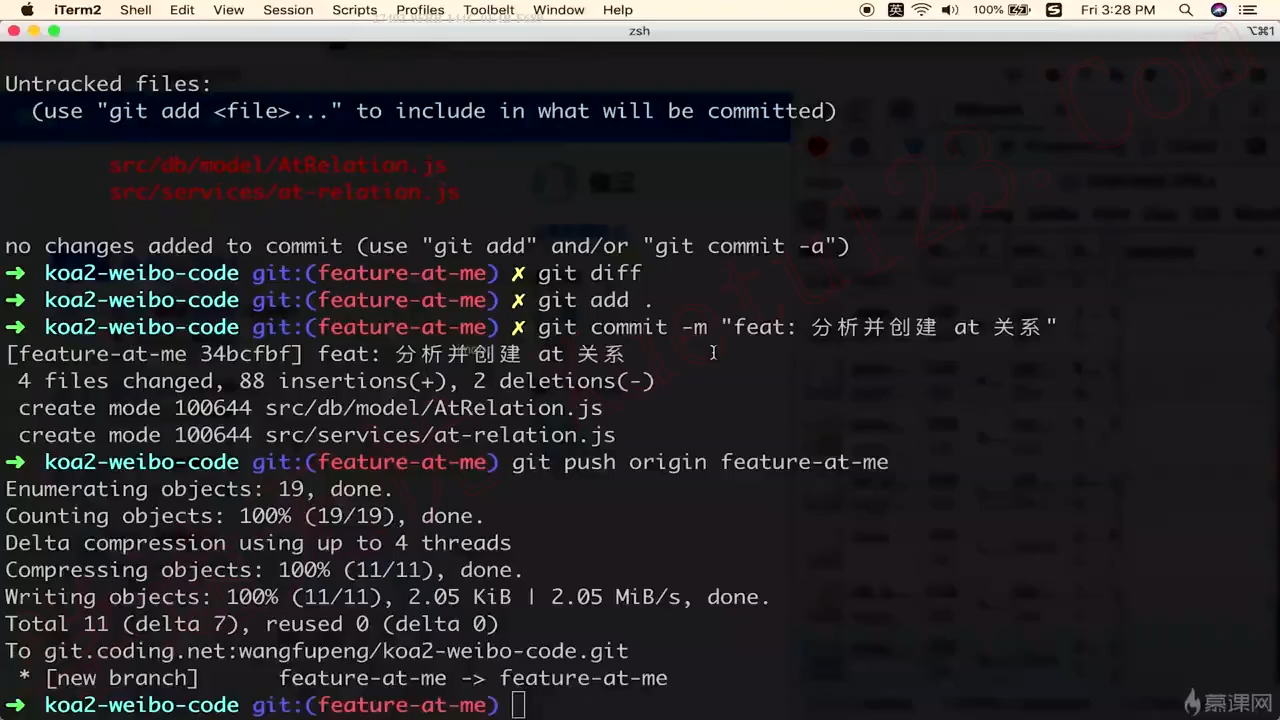 iTerm2 Shell Edit View Session Scripts Profiles Toolbelt Window Help 英 100% Fri 3:28 PM
zsh ⌥⌘1
Untracked files:
(use "git add <file>..." to include in what will be committed)
src/db/model/AtRelation.js
src/services/at-relation.js
no changes added to commit (use "git add" and/or "git commit -a")
➜ koa2-weibo-code git:(feature-at-me) ✗ git diff
➜ koa2-weibo-code git:(feature-at-me) ✗ git add .
➜ koa2-weibo-code git:(feature-at-me) ✗ git commit -m "feat: 分析并创建 at 关系"
[feature-at-me 34bcfbf] feat: 分析并创建 at 关系
4 files changed, 88 insertions(+), 2 deletions(-)
create mode 100644 src/db/model/AtRelation.js
create mode 100644 src/services/at-relation.js
➜ koa2-weibo-code git:(feature-at-me) git push origin feature-at-me
Enumerating objects: 19, done.
Counting objects: 100% (19/19), done.
Delta compression using up to 4 threads
Compressing objects: 100% (11/11), done.
Writing objects: 100% (11/11), 2.05 KiB | 2.05 MiB/s, done.
Total 11 (delta 7), reused 0 (delta 0)
To git.coding.net:wangfupeng/koa2-weibo-code.git
* [new branch] feature-at-me -> feature-at-me
➜ koa2-weibo-code git:(feature-at-me)
慕课网